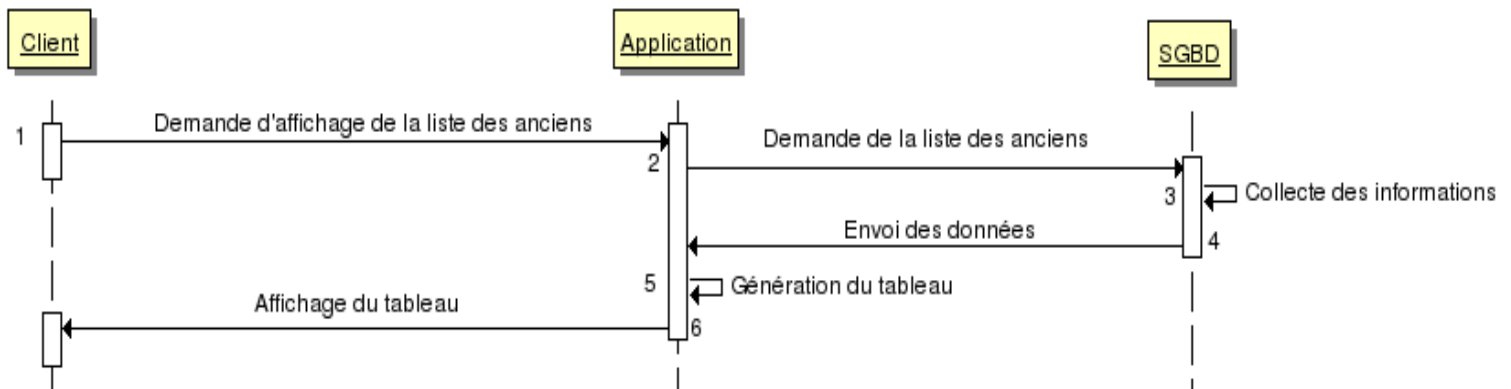 Client
Application
SGBD
1
Demande d'affichage de la liste des anciens
2
Demande de la liste des anciens
3
Collecte des informations
Envoi des données
4
5
Génération du tableau
Affichage du tableau
6